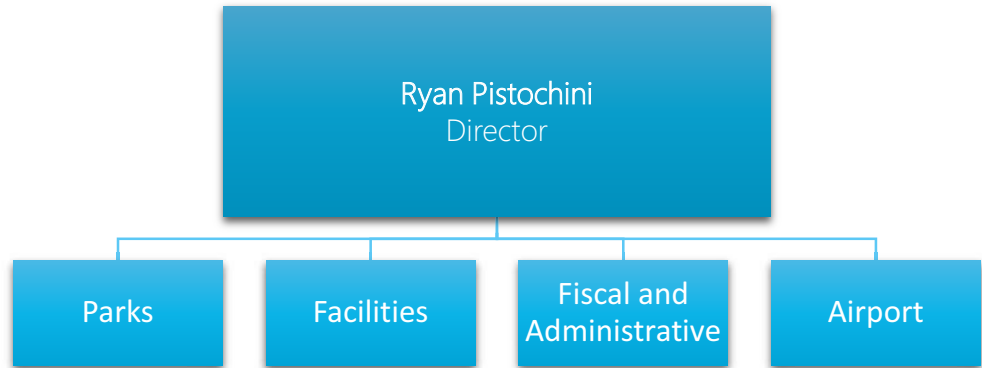 Ryan Pistochini
Director
Parks
Facilities
Fiscal and
Administrative
Airport